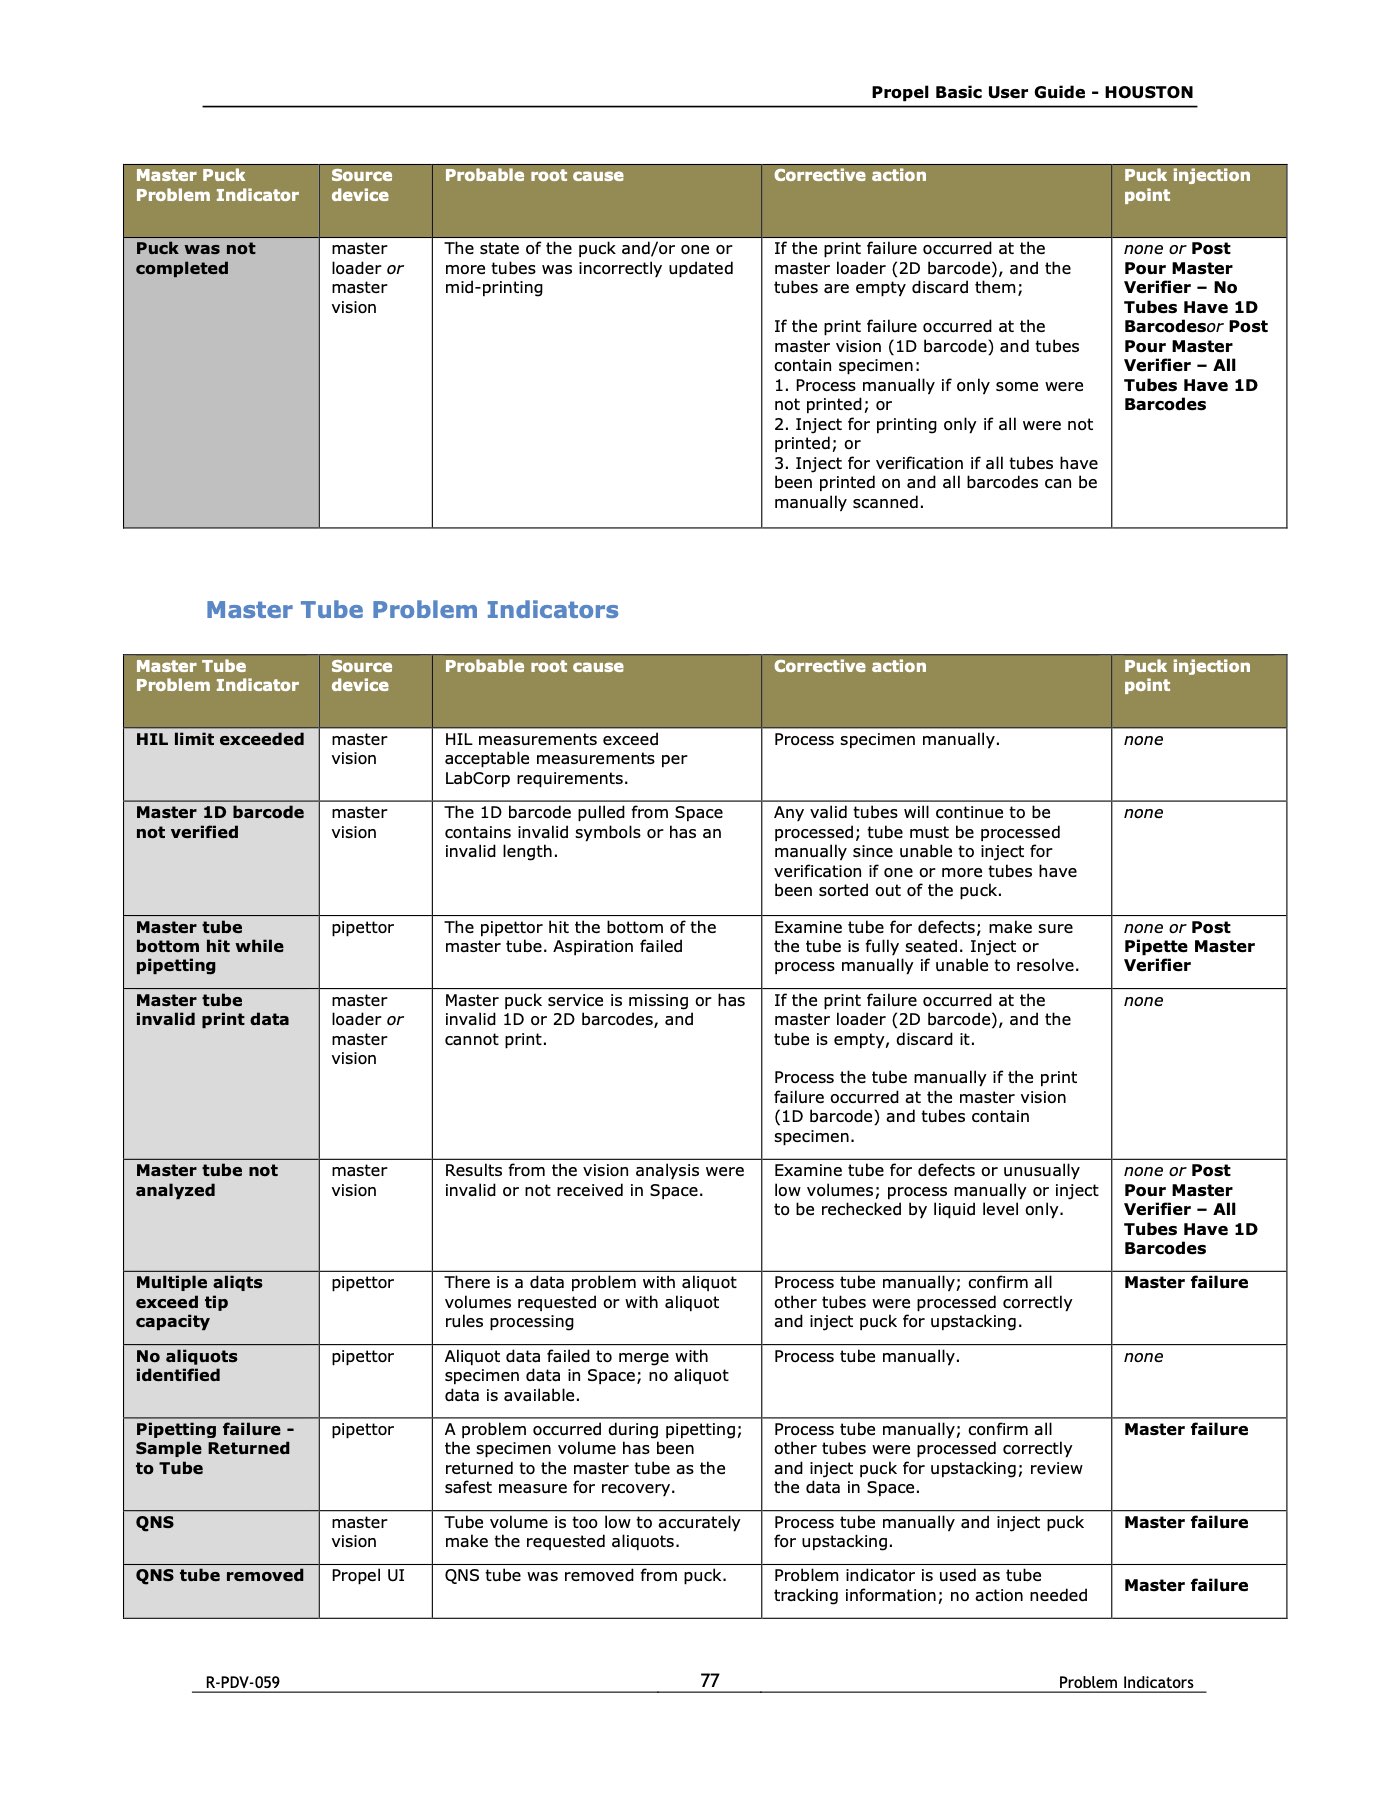 Propel Basic User Guide - HOUSTON
Master Puck
Problem Indicator
Source
device
Probable root cause
Corrective action
Puck injection
point
Puck was not
completed
master
loader or
master
vision
The state of the puck and/or one or
more tubes was incorrectly updated
mid-printing
If the print failure occurred at the
master loader (2D barcode), and the
tubes are empty discard them;
If the print failure occurred at the
master vision (1D barcode) and tubes
contain specimen:
1. Process manually if only some were
not printed; or
2. Inject for printing only if all were not
printed; or
3. Inject for verification if all tubes have
been printed on and all barcodes can be
manually scanned.
none or Post
Pour Master
Verifier – No
Tubes Have 1D
Barcodesor Post
Pour Master
Verifier – All
Tubes Have 1D
Barcodes
Master Tube Problem Indicators
Master Tube
Problem Indicator
Source
device
Probable root cause
Corrective action
Puck injection
point
HIL limit exceeded
master
vision
HIL measurements exceed
acceptable measurements per
LabCorp requirements.
Process specimen manually.
none
Master 1D barcode
not verified
master
vision
The 1D barcode pulled from Space
contains invalid symbols or has an
invalid length.
Any valid tubes will continue to be
processed; tube must be processed
manually since unable to inject for
verification if one or more tubes have
been sorted out of the puck.
none
Master tube
bottom hit while
pipetting
pipettor
The pipettor hit the bottom of the
master tube. Aspiration failed
Examine tube for defects; make sure
the tube is fully seated. Inject or
process manually if unable to resolve.
none or Post
Pipette Master
Verifier
Master tube
invalid print data
master
loader or
master
vision
Master puck service is missing or has
invalid 1D or 2D barcodes, and
cannot print.
If the print failure occurred at the
master loader (2D barcode), and the
tube is empty, discard it.
Process the tube manually if the print
failure occurred at the master vision
(1D barcode) and tubes contain
specimen.
none
Master tube not
analyzed
master
vision
Results from the vision analysis were
invalid or not received in Space.
Examine tube for defects or unusually
low volumes; process manually or inject
to be rechecked by liquid level only.
none or Post
Pour Master
Verifier – All
Tubes Have 1D
Barcodes
Multiple aliqts
exceed tip
capacity
pipettor
There is a data problem with aliquot
volumes requested or with aliquot
rules processing
Process tube manually; confirm all
other tubes were processed correctly
and inject puck for upstacking.
Master failure
No aliquots
identified
pipettor
Aliquot data failed to merge with
specimen data in Space; no aliquot
data is available.
Process tube manually.
none
Pipetting failure -
Sample Returned
to Tube
pipettor
A problem occurred during pipetting;
the specimen volume has been
returned to the master tube as the
safest measure for recovery.
Process tube manually; confirm all
other tubes were processed correctly
and inject puck for upstacking; review
the data in Space.
Master failure
QNS
master
vision
Tube volume is too low to accurately
make the requested aliquots.
Process tube manually and inject puck
for upstacking.
Master failure
QNS tube removed
Propel UI
QNS tube was removed from puck.
Problem indicator is used as tube
tracking information; no action needed
Master failure
R-PDV-059
77
Problem Indicators